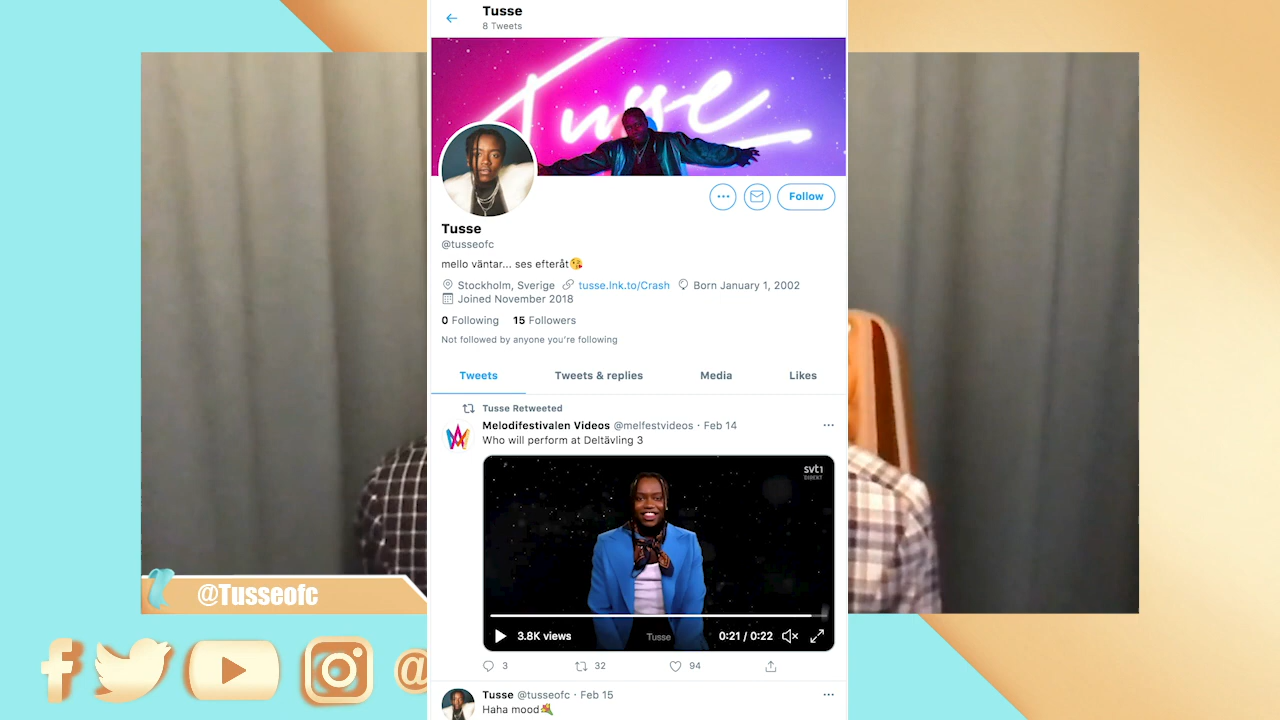 Tusse
8 Tweets
Tusse
Follow
Tusse
@tusseofc
mello väntar... ses efteråt😘
Stockholm, Sverige tusse.lnk.to/Crash Born January 1, 2002
Joined November 2018
0 Following 15 Followers
Not followed by anyone you're following
Tweets Tweets & replies Media Likes
Tusse Retweeted
Melodifestivalen Videos @melfestvideos · Feb 14
Who will perform at Deltävling 3
svt1
DIREKT
3.8K views Tusse 0:21 / 0:22
3 32 94
Tusse @tusseofc · Feb 15
Haha mood💐
@Tusseofc
@